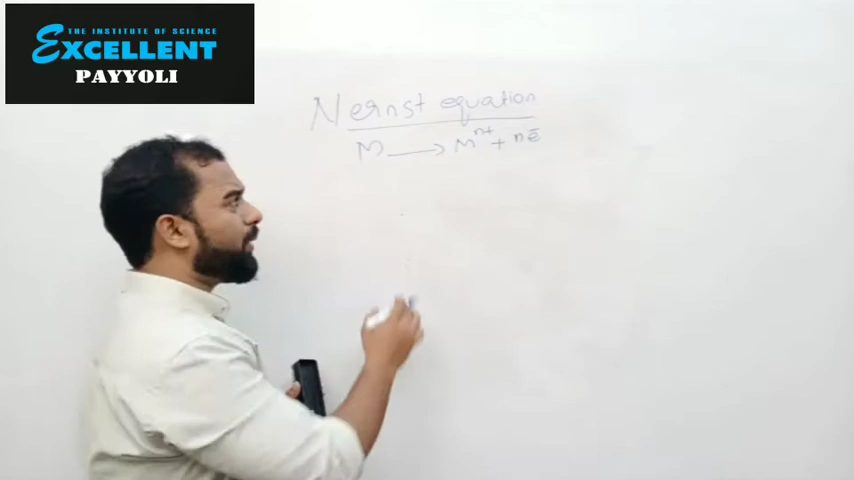 THE INSTITUTE OF SCIENCE
EXCELLENT
PAYYOLI
Nernst equation
M ⟶ Mⁿ⁺ + nē